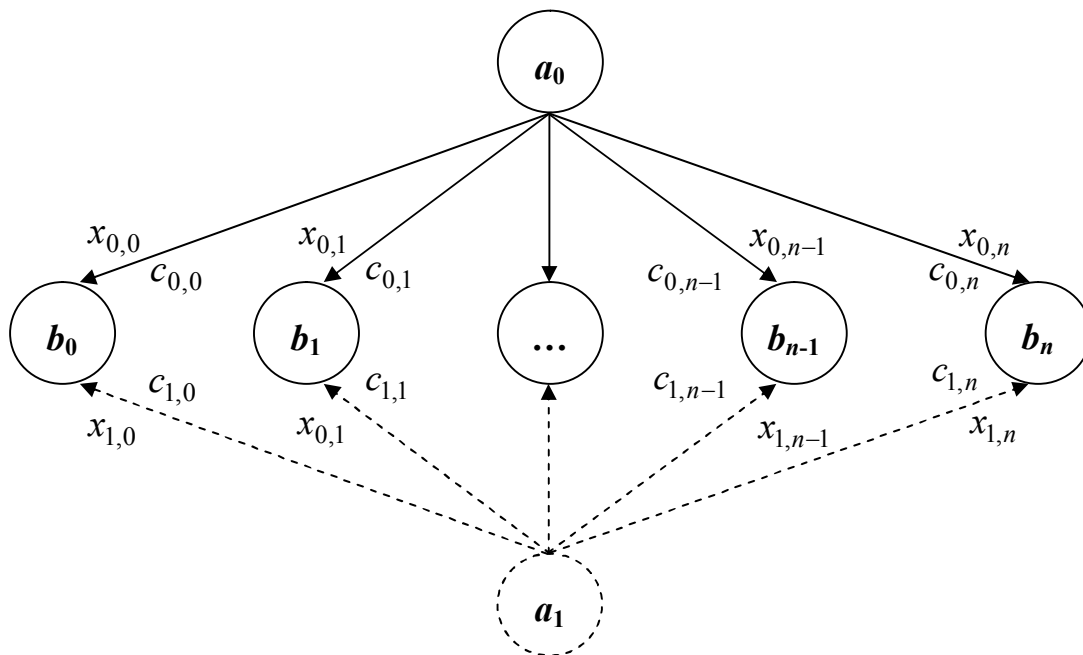 a₀
x₀,₀ x₀,₁ x₀,ₙ₋₁ x₀,ₙ
c₀,₀ c₀,₁ c₀,ₙ₋₁ c₀,ₙ
b₀ b₁ ... bₙ₋₁ bₙ
c₁,₀ c₁,₁ c₁,ₙ₋₁ c₁,ₙ
x₁,₀ x₀,₁ x₁,ₙ₋₁ x₁,ₙ
a₁